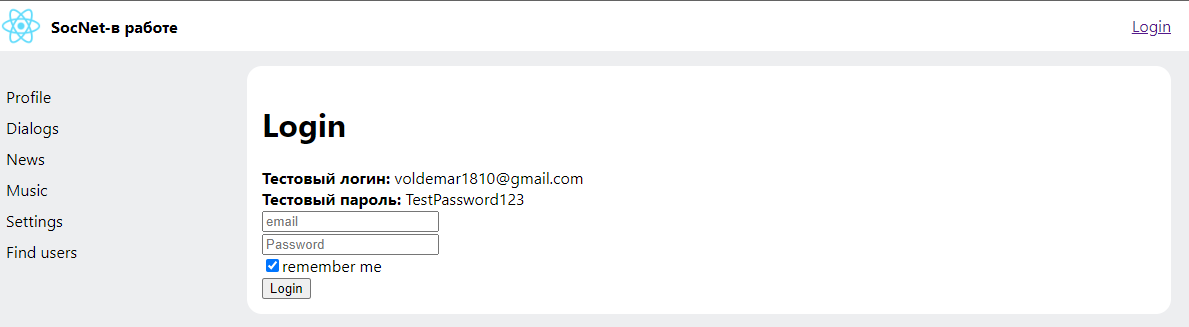 SocNet-в работе
Login
Profile
Dialogs
News
Music
Settings
Find users
Login
Тестовый логин: voldemar1810@gmail.com
Тестовый пароль: TestPassword123
email
Password
remember me
Login